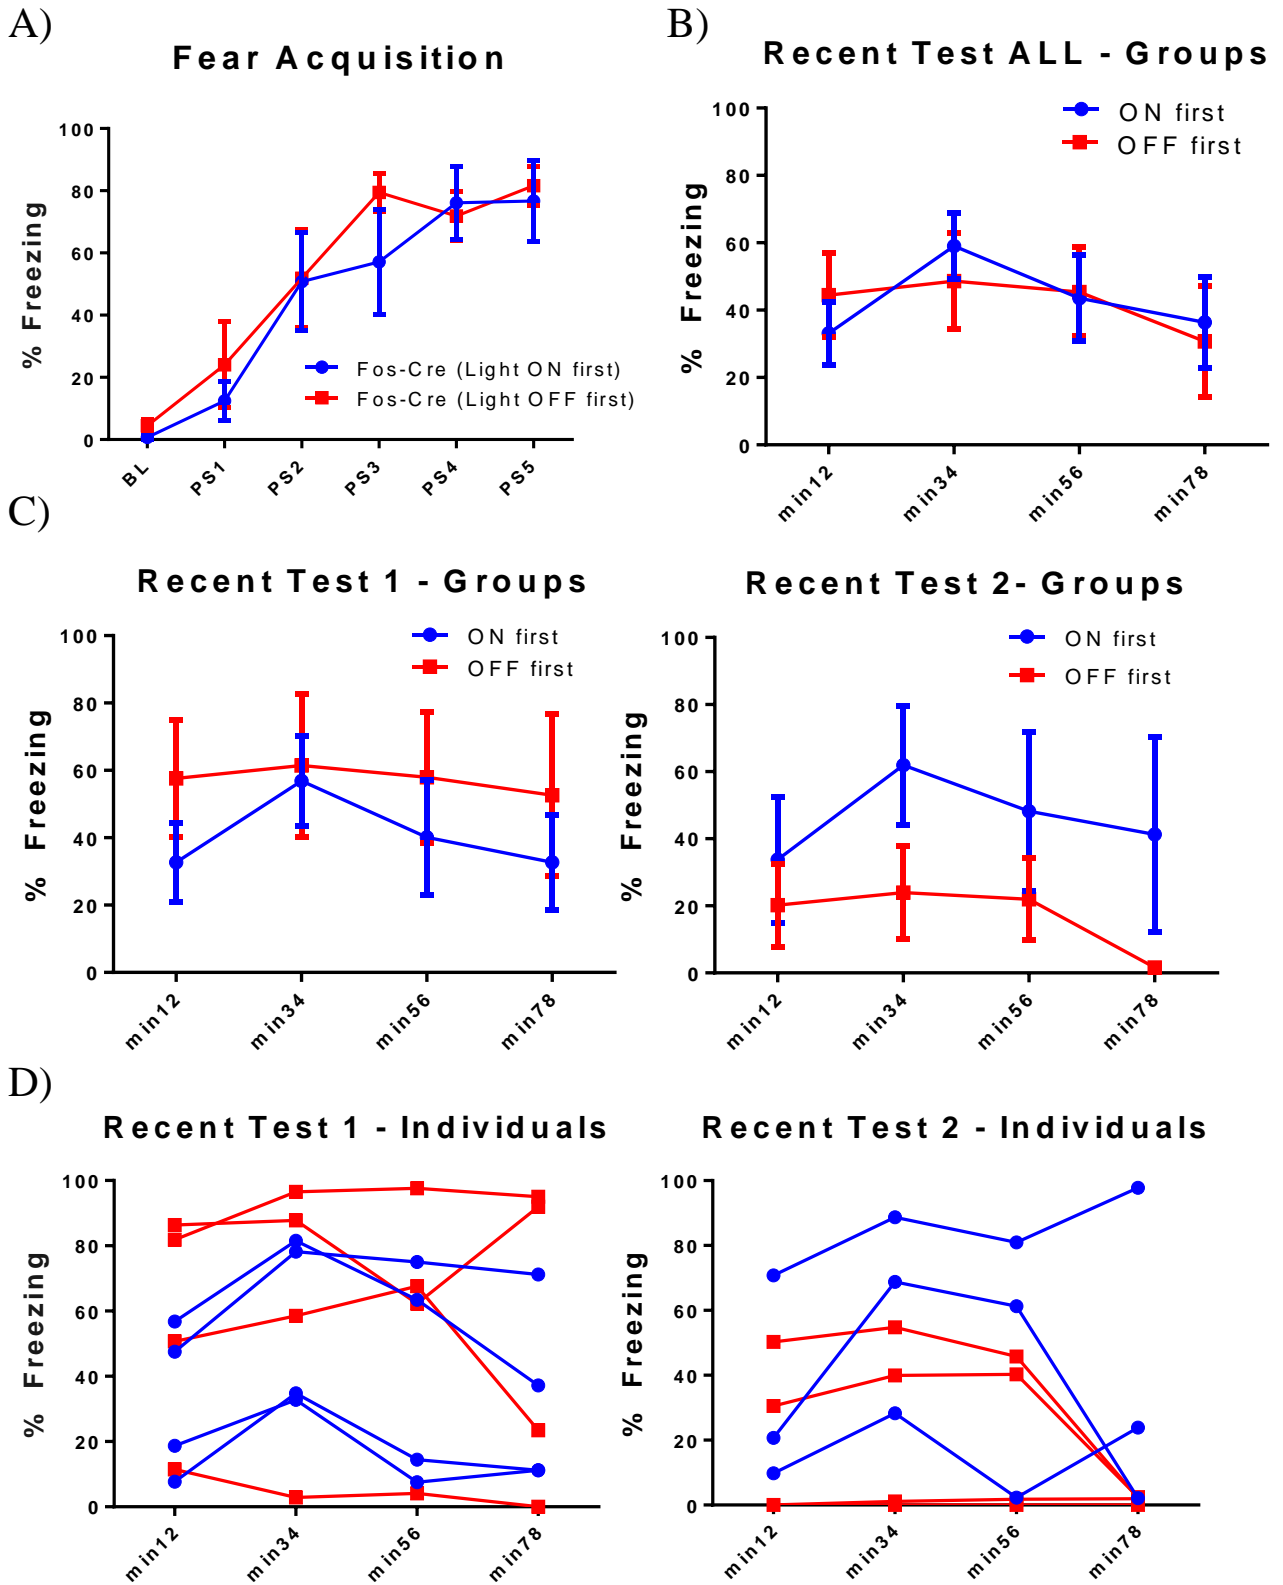 A)
Fear Acquisition
% Freezing
100
80
60
40
20
0
BL
PS1
PS2
PS3
PS4
PS5
Fos-Cre (Light ON first)
Fos-Cre (Light OFF first)
B)
Recent Test ALL - Groups
% Freezing
100
80
60
40
20
0
min12
min34
min56
min78
ON first
OFF first
C)
Recent Test 1 - Groups
% Freezing
100
80
60
40
20
0
min12
min34
min56
min78
ON first
OFF first
Recent Test 2- Groups
% Freezing
100
80
60
40
20
0
min12
min34
min56
min78
ON first
OFF first
D)
Recent Test 1 - Individuals
% Freezing
100
80
60
40
20
0
min12
min34
min56
min78
Recent Test 2 - Individuals
% Freezing
100
80
60
40
20
0
min12
min34
min56
min78